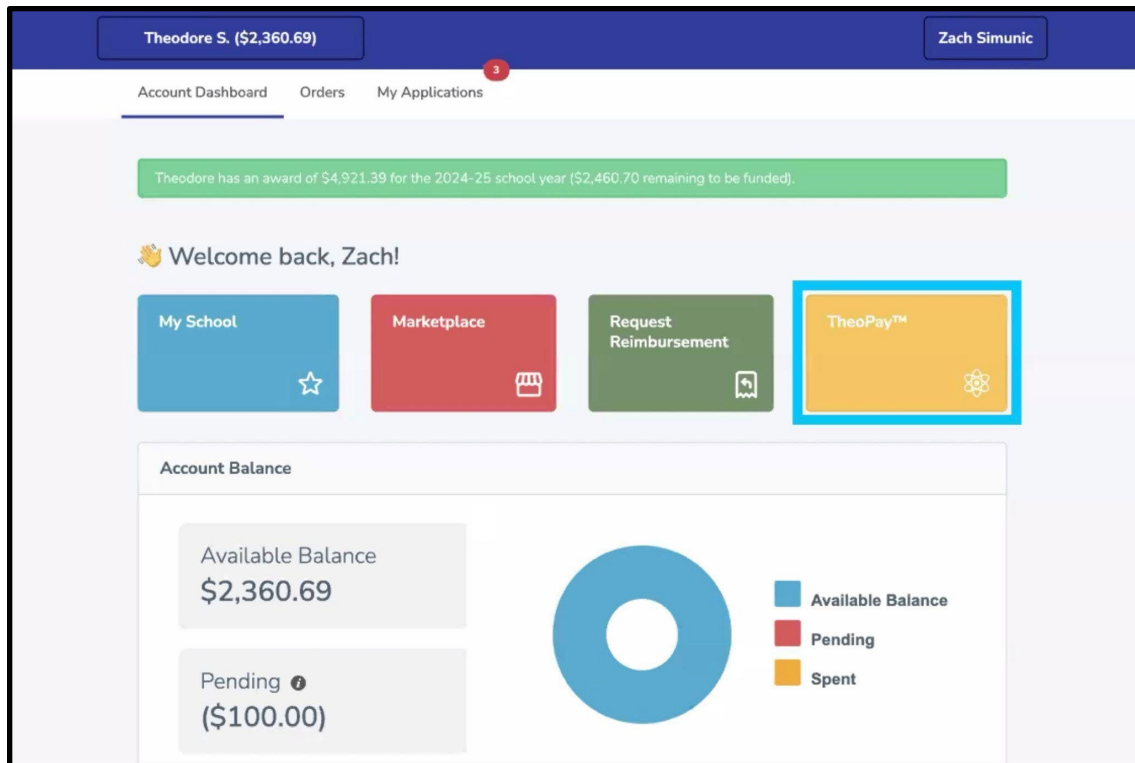 Theodore S. ($2,360.69)
Zach Simunic
3
Account Dashboard
Orders
My Applications
Theodore has an award of $4,921.39 for the 2024-25 school year ($2,460.70 remaining to be funded).
👋 Welcome back, Zach!
My School
Marketplace
Request
Reimbursement
TheoPay™
Account Balance
Available Balance
$2,360.69
Pending
($100.00)
Available Balance
Pending
Spent